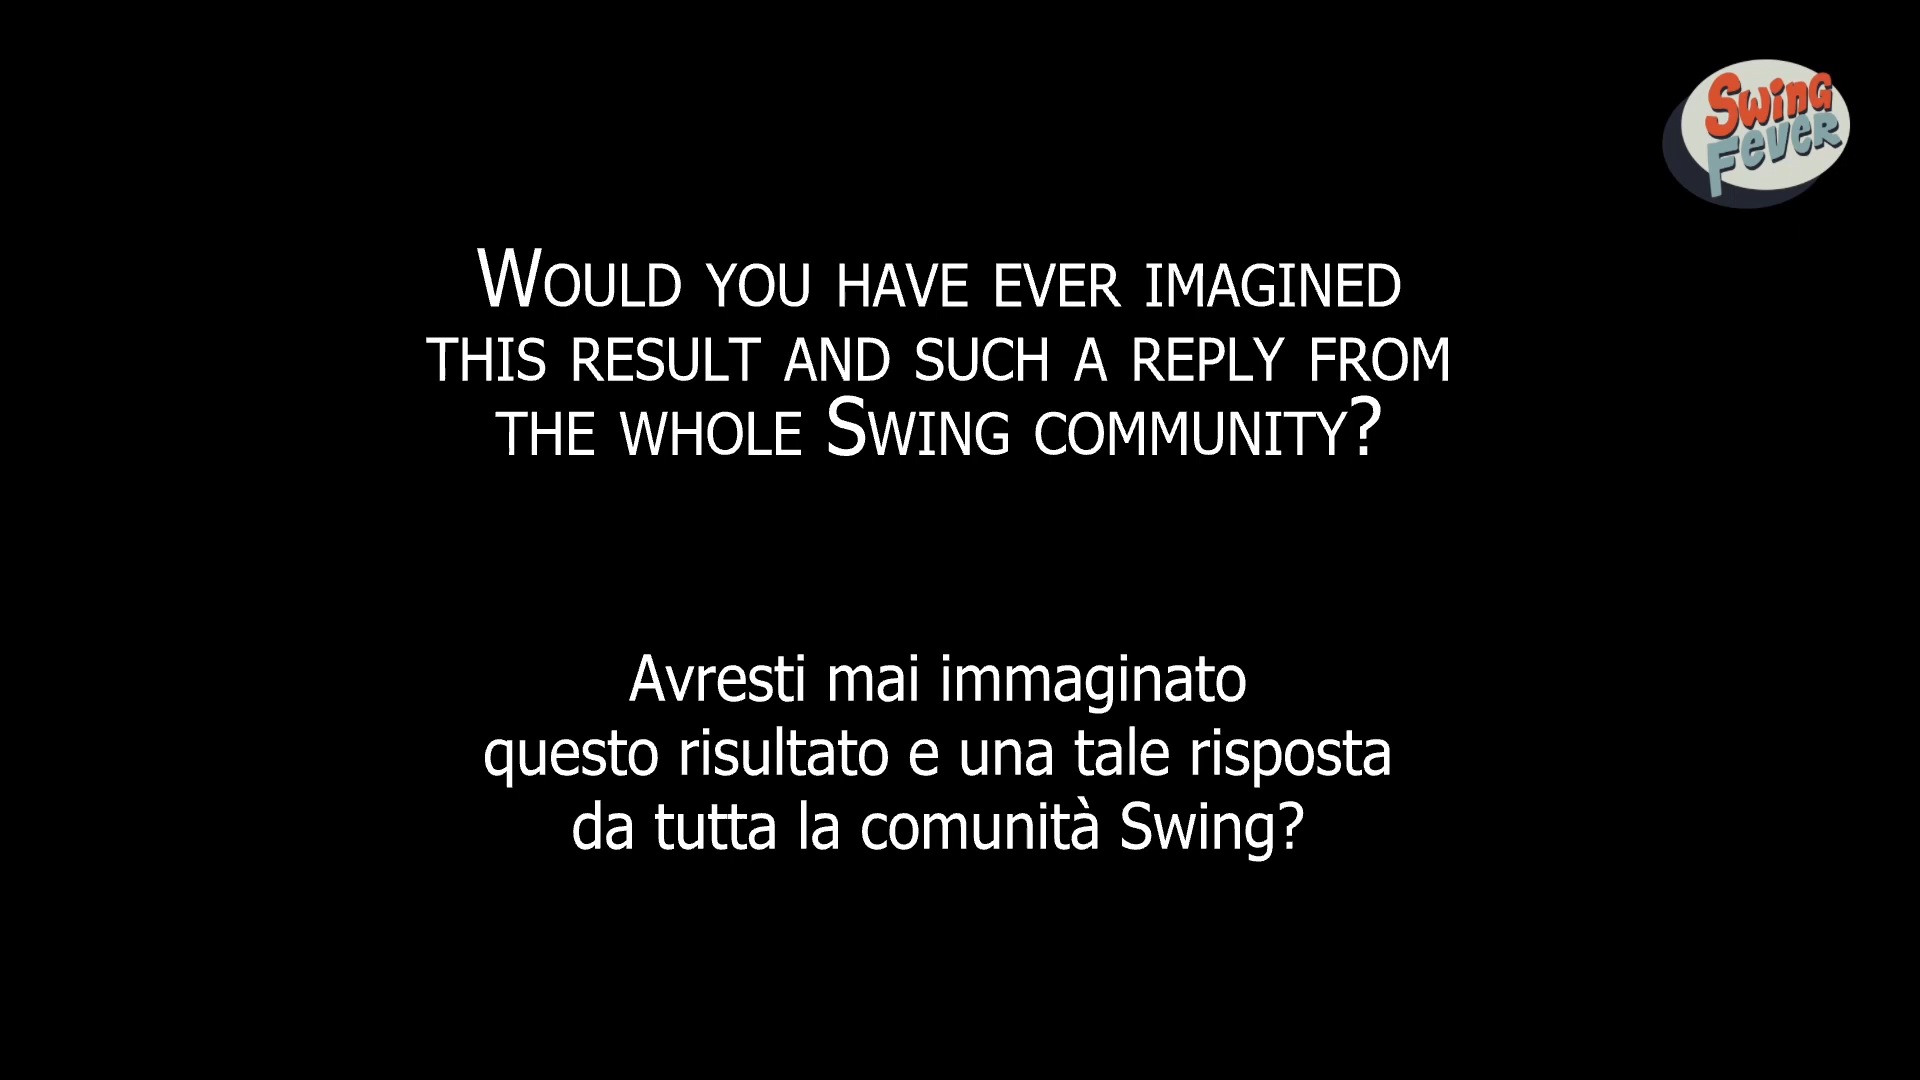 Swing
Fever
Would you have ever imagined
this result and such a reply from
the whole Swing community?
Avresti mai immaginato
questo risultato e una tale risposta
da tutta la comunità Swing?